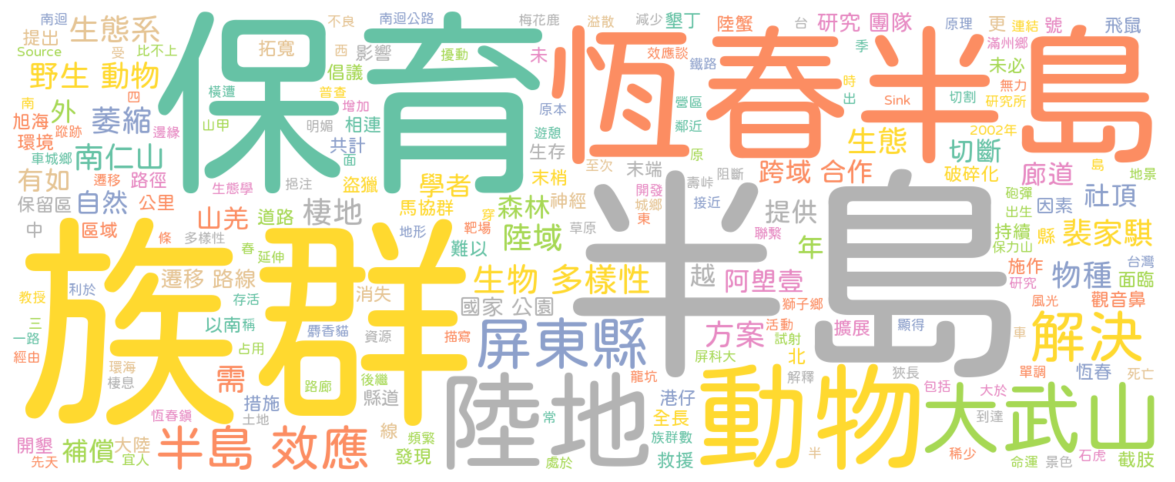 南迴
南迴公路
不良
梅花鹿
溢散
減少
墾丁
陸蟹
台
研究 團隊
原理
更
連結
號
飛鼠
提出
生態系
保育
拓寬
西
影響
擾動
未
恆春半島
效應談
季
滿州鄉
Source
受
比不上
倡議
鐵路
未必
野生 動物
四
橫遭
普查
營區
時
無力
南
外
增加
原本
出
Sink
切割
研究所
旭海
萎縮
邊緣
山甲
明媚
相連
鄰近
生態
2002年
蹤跡
環境
共計
遊憩
切斷
車城鄉
南仁山
面
生存
末端
原
跨域 合作
島
遷移
路徑
生態學
挹注
盜獵
學者
末梢
至次
開發
壽峠
阻斷
破碎化
廊道
地景
有如
棲地
神經
城鄉
接近
砲彈
社頂
保留區
自然
公里
馬協群
森林
半島
提供
出生
因素
中
區域
山羌
道路
地形
穿
靶場
東
持續
縣
裴家騏
條
多樣性
難以
陸域
草原
聯繫
年
保力山
族群
春
延伸
越
施作
台灣
遷移 路線
生物 多樣性
阿塱壹
物種
面臨
教授
利於
存活
消失
國家 公園
獅子鄉
研究
觀音鼻
三
以南
稱
麝香貓
資源
描寫
屏東縣
方案
活動
擴展
顯得
風光
一路
占用
試射
車
解決
經由
環海
需
棲息
路廊
後繼
縣道
陸地
龍坑
屏科大
北
解釋
狹長
單調
恆春
死亡
恆春鎮
措施
土地
港仔
動物
包括
大於
大武山
線
頻繁
常
全長
到達
開墾
補償
大陸
半島 效應
族群數
半
先天
宜人
發現
處於
救援
稀少
命運
景色
石虎
截肢